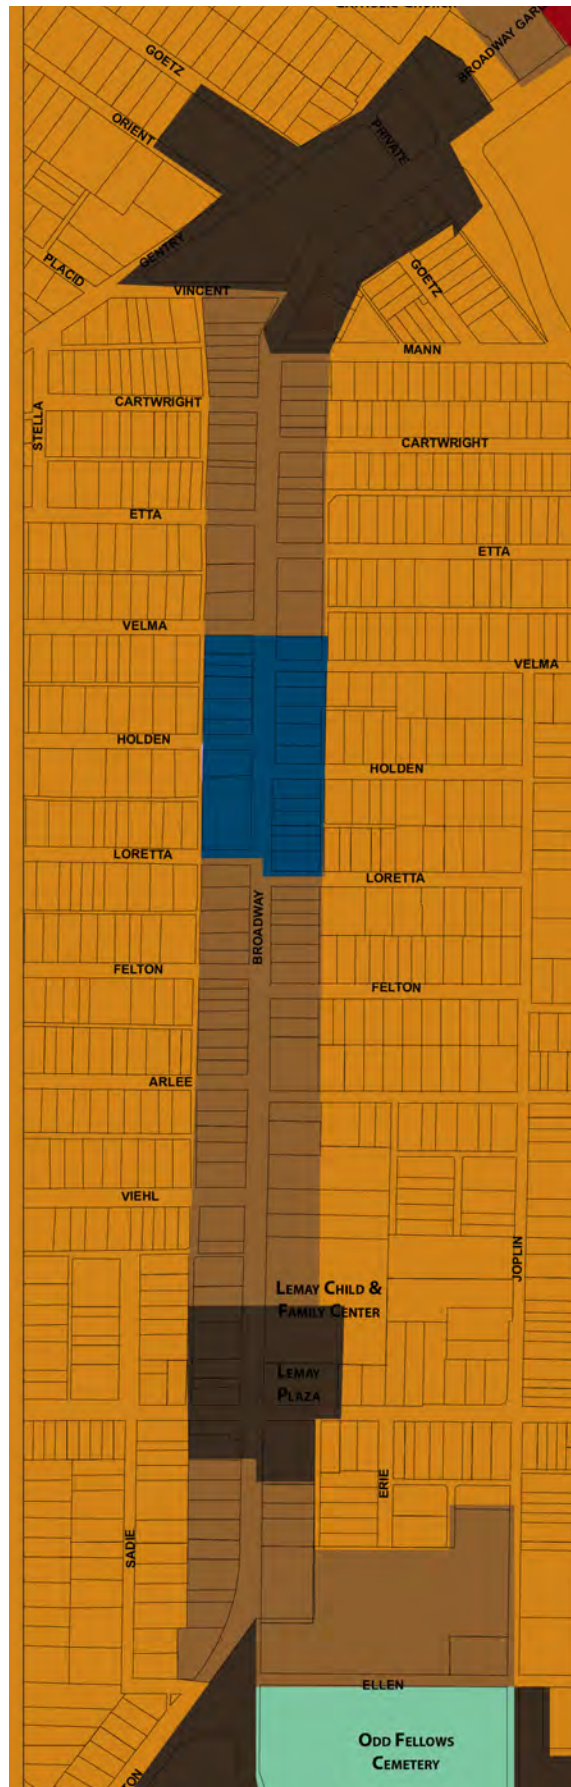 GOETZ
BROADWAY
ORIENT
PRIVATE
GENTRY
PLACID
GOETZ
VINCENT
MANN
CARTWRIGHT
STELLA
CARTWRIGHT
ETTA
ETTA
VELMA
VELMA
HOLDEN
HOLDEN
LORETTA
LORETTA
BROADWAY
FELTON
FELTON
ARLEE
VIEHL
JOPLIN
LEMAY CHILD &
FAMILY CENTER
LEMAY
PLAZA
ERIE
SADIE
ELLEN
ODD FELLOWS
CEMETERY